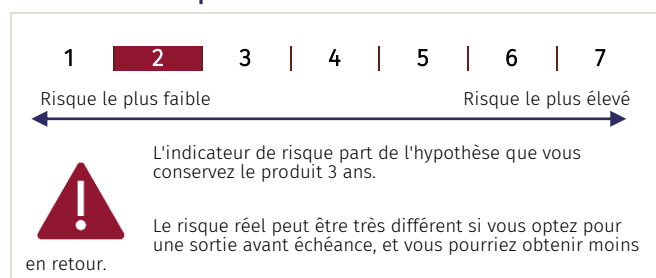 1 2 3 4 5 6 7
Risque le plus faible Risque le plus élevé
L'indicateur de risque part de l'hypothèse que vous
conservez le produit 3 ans.
Le risque réel peut être très différent si vous optez pour
une sortie avant échéance, et vous pourriez obtenir moins
en retour.